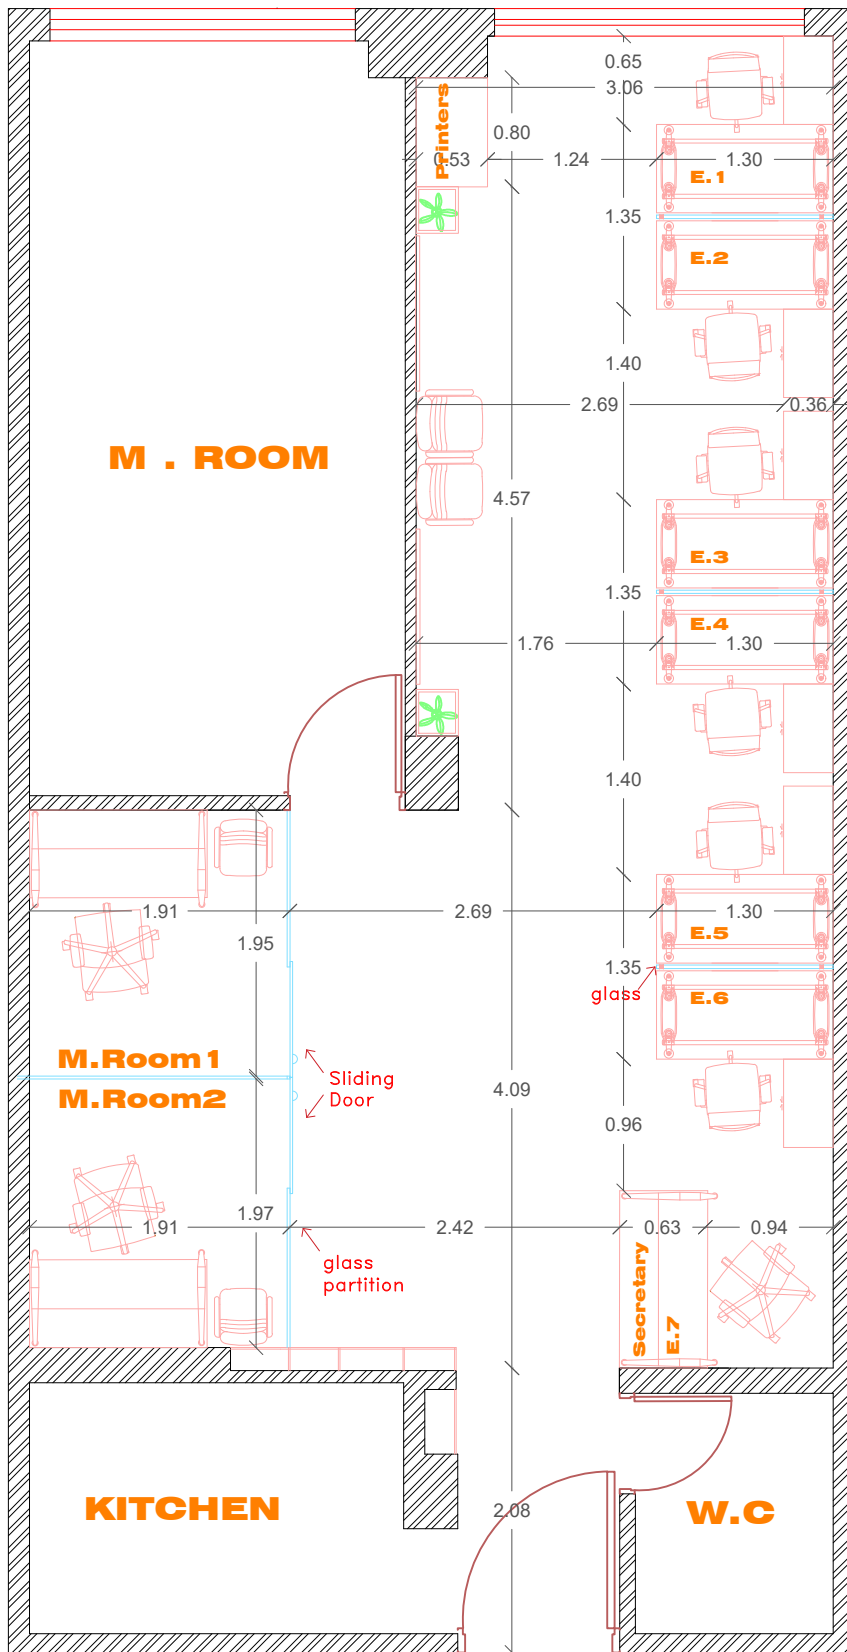 0.65
3.06
Printers
0.80
0.53
1.24
1.30
E.1
1.35
E.2
1.40
2.69
0.36
M . ROOM
4.57
E.3
1.35
E.4
1.76
1.30
1.40
1.91
2.69
1.30
1.95
E.5
1.35
glass
E.6
M.Room1
Sliding
Door
M.Room2
4.09
0.96
1.97
1.91
2.42
0.63
0.94
Secretary
E.7
glass
partition
KITCHEN
2.08
W.C